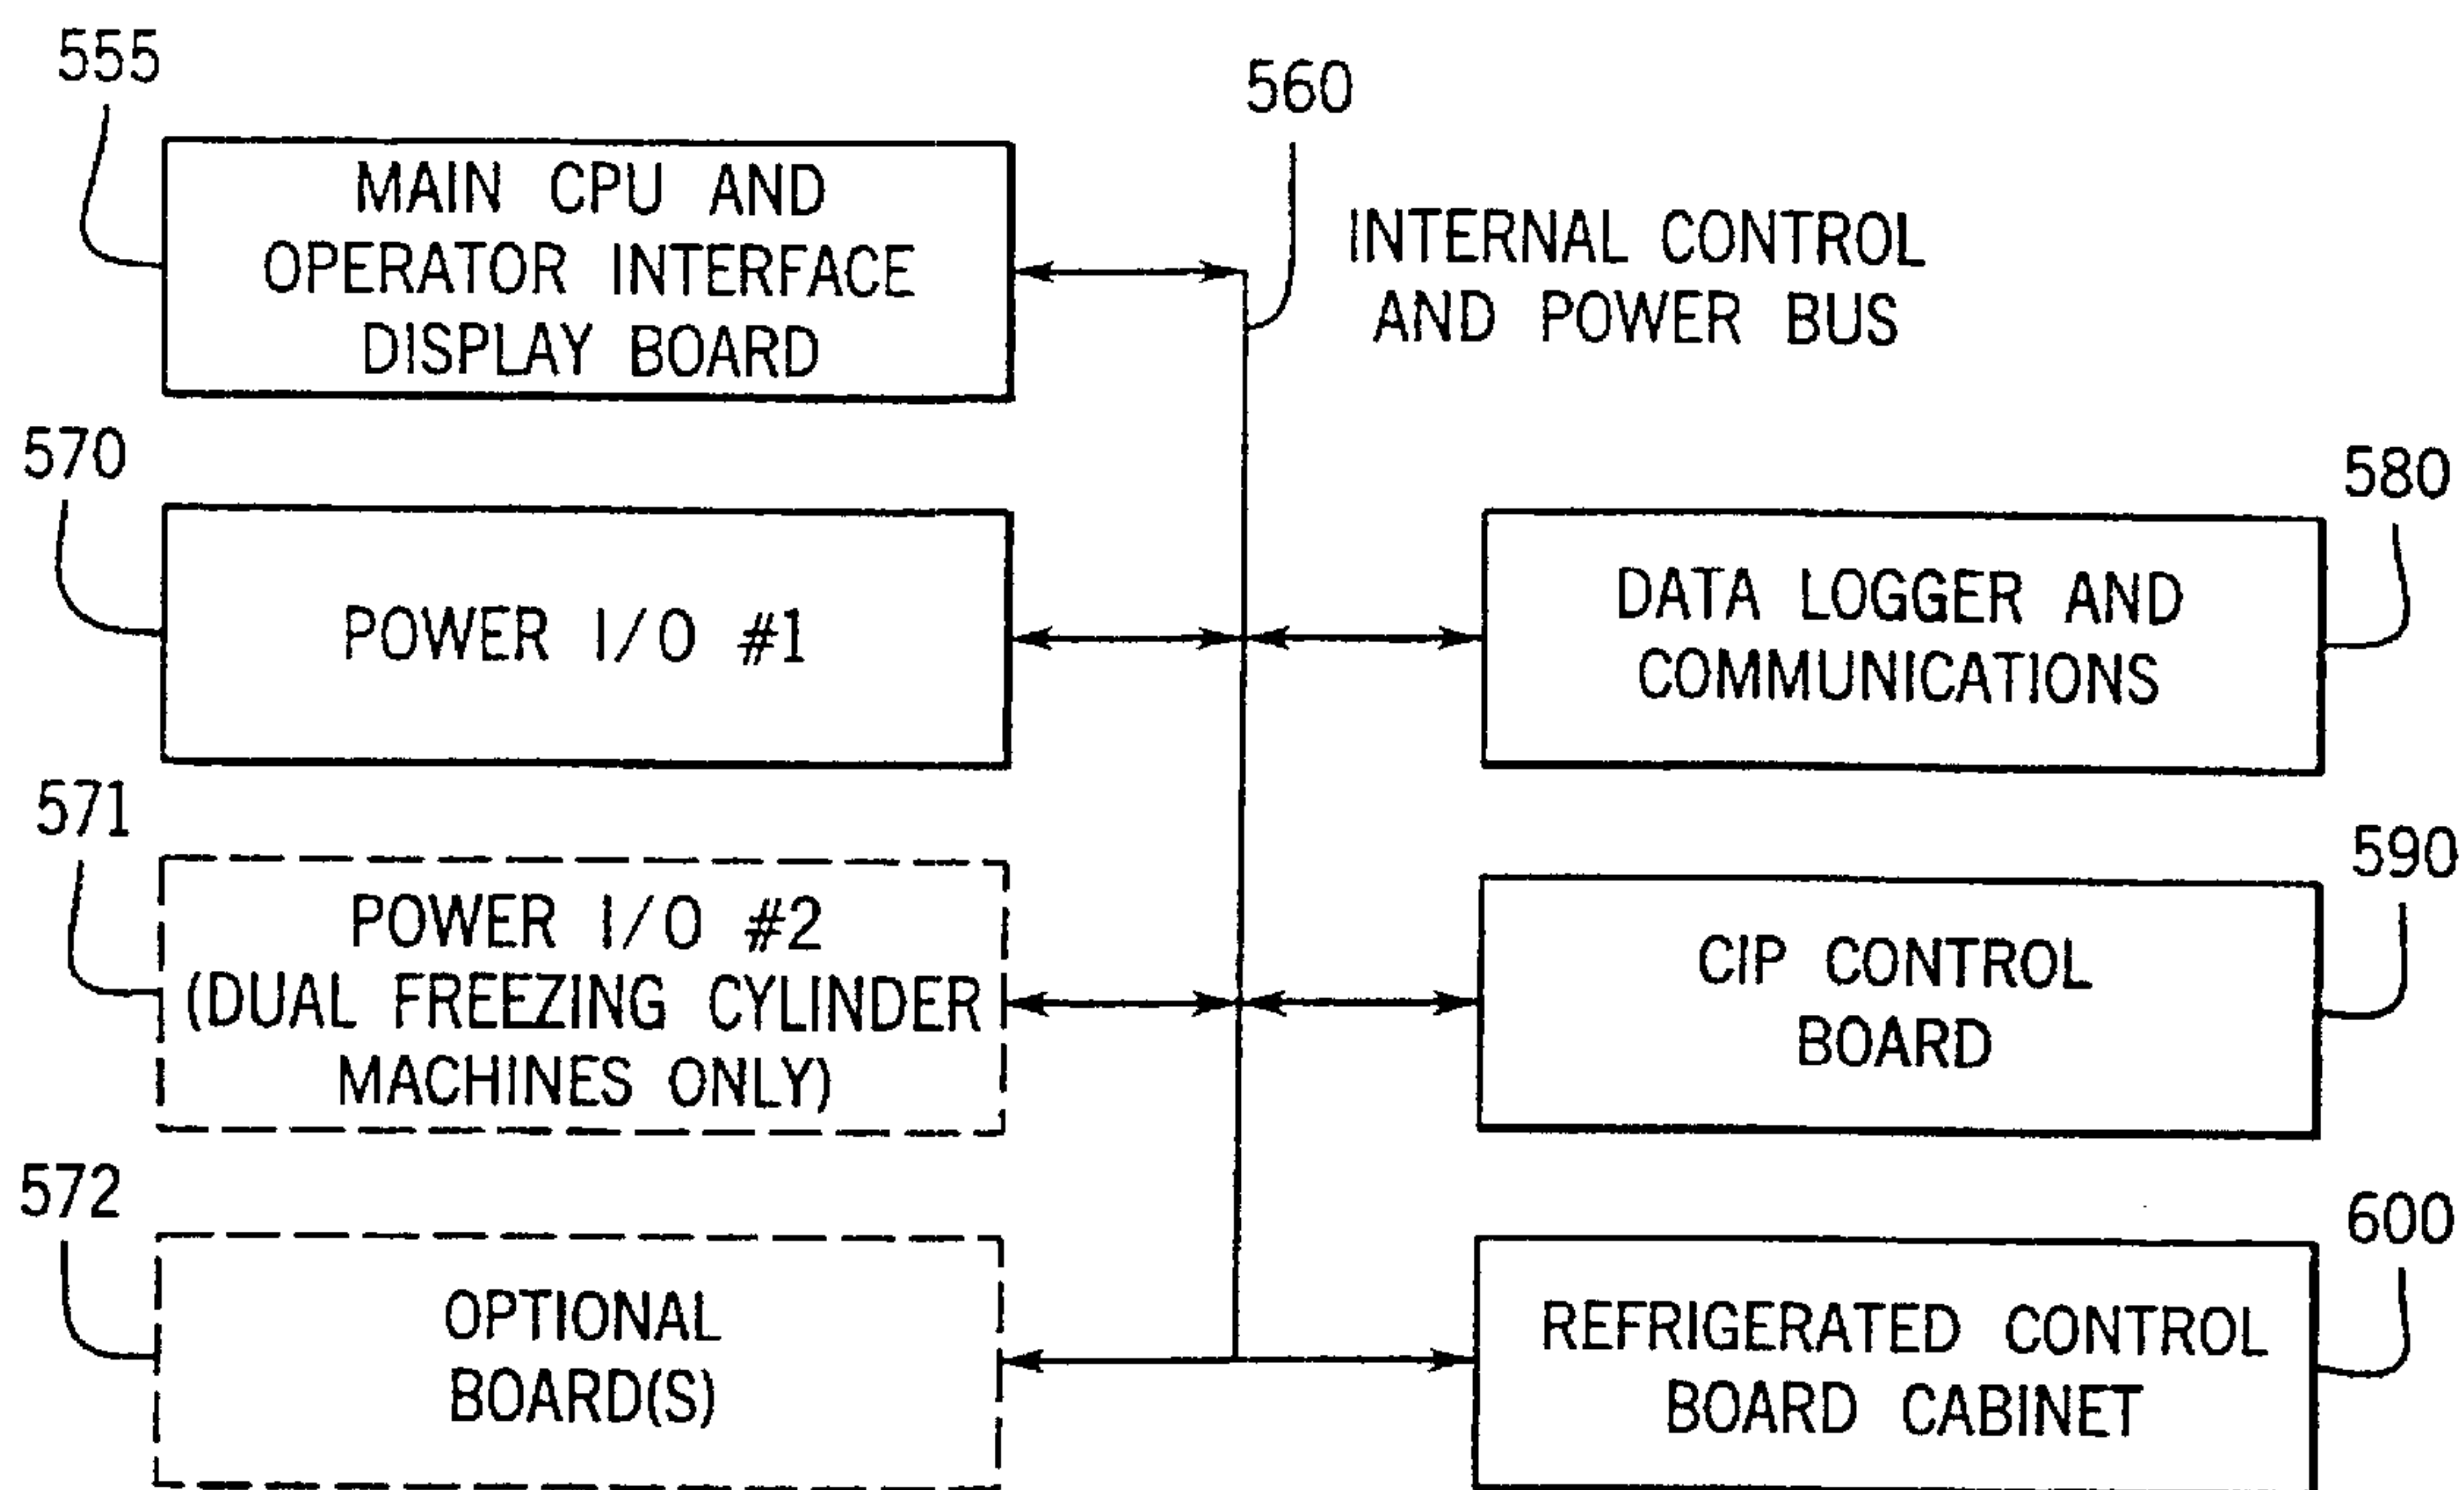 555
MAIN CPU AND
OPERATOR INTERFACE
DISPLAY BOARD
560
INTERNAL CONTROL
AND POWER BUS
570
POWER I/O #1
580
DATA LOGGER AND
COMMUNICATIONS
571
POWER I/O #2
(DUAL FREEZING CYLINDER
MACHINES ONLY)
590
CIP CONTROL
BOARD
572
OPTIONAL
BOARD(S)
600
REFRIGERATED CONTROL
BOARD CABINET